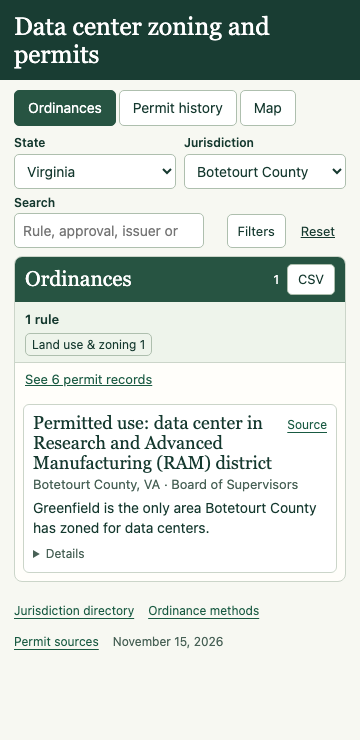 Data center zoning and
permits
Ordinances
Permit history
Map
State
Jurisdiction
Virginia
Botetourt County
Search
Rule, approval, issuer or
Filters
Reset
Ordinances
1
CSV
1 rule
Land use & zoning 1
See 6 permit records
Permitted use: data center in
Research and Advanced
Manufacturing (RAM) district
Source
Botetourt County, VA · Board of Supervisors
Greenfield is the only area Botetourt County
has zoned for data centers.
Details
Jurisdiction directory
Ordinance methods
Permit sources
November 15, 2026